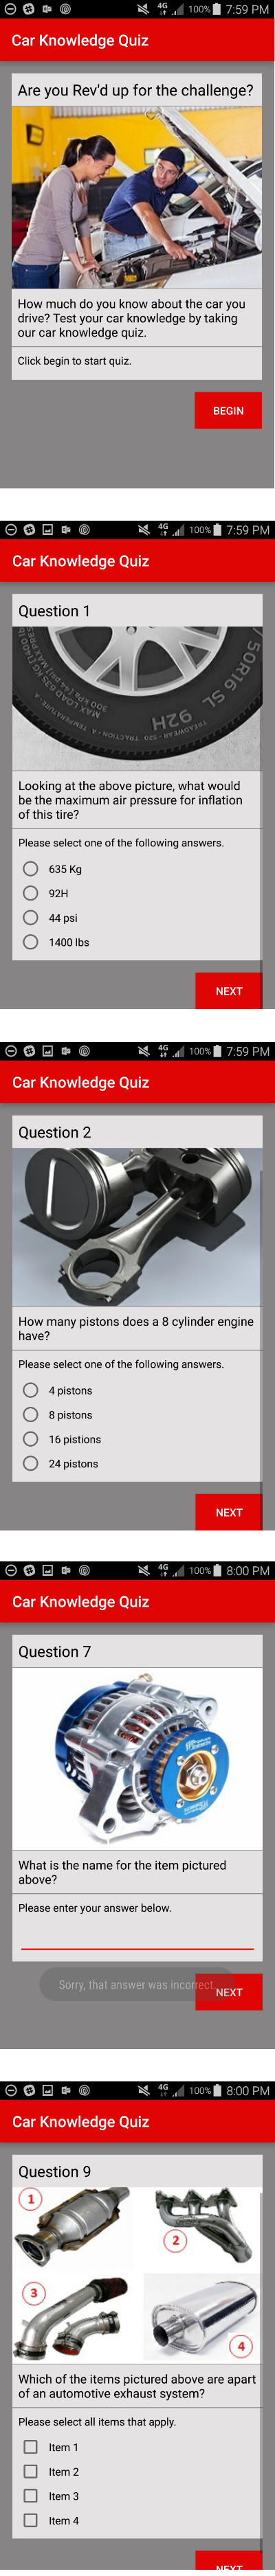 4G 100% 7:59 PM
Car Knowledge Quiz
Are you Rev'd up for the challenge?
How much do you know about the car you
drive? Test your car knowledge by taking
our car knowledge quiz.
Click begin to start quiz.
BEGIN
4G 100% 7:59 PM
Car Knowledge Quiz
Question 1
MAX LOAD 635 KG (1400 lbs)
50R16 SL 92H
TREADWEAR - 520 - TRACTION - A TEMPERATURE - A
Looking at the above picture, what would
be the maximum air pressure for inflation
of this tire?
Please select one of the following answers.
635 Kg
92H
44 psi
1400 lbs
NEXT
4G 100% 7:59 PM
Car Knowledge Quiz
Question 2
How many pistons does a 8 cylinder engine
have?
Please select one of the following answers.
4 pistons
8 pistons
16 pistions
24 pistons
NEXT
4G 100% 8:00 PM
Car Knowledge Quiz
Question 7
What is the name for the item pictured
above?
Please enter your answer below.
Sorry, that answer was incorrect
NEXT
4G 100% 8:00 PM
Car Knowledge Quiz
Question 9
1
2
3
4
Which of the items pictured above are apart
of an automotive exhaust system?
Please select all items that apply.
Item 1
Item 2
Item 3
Item 4
NEXT